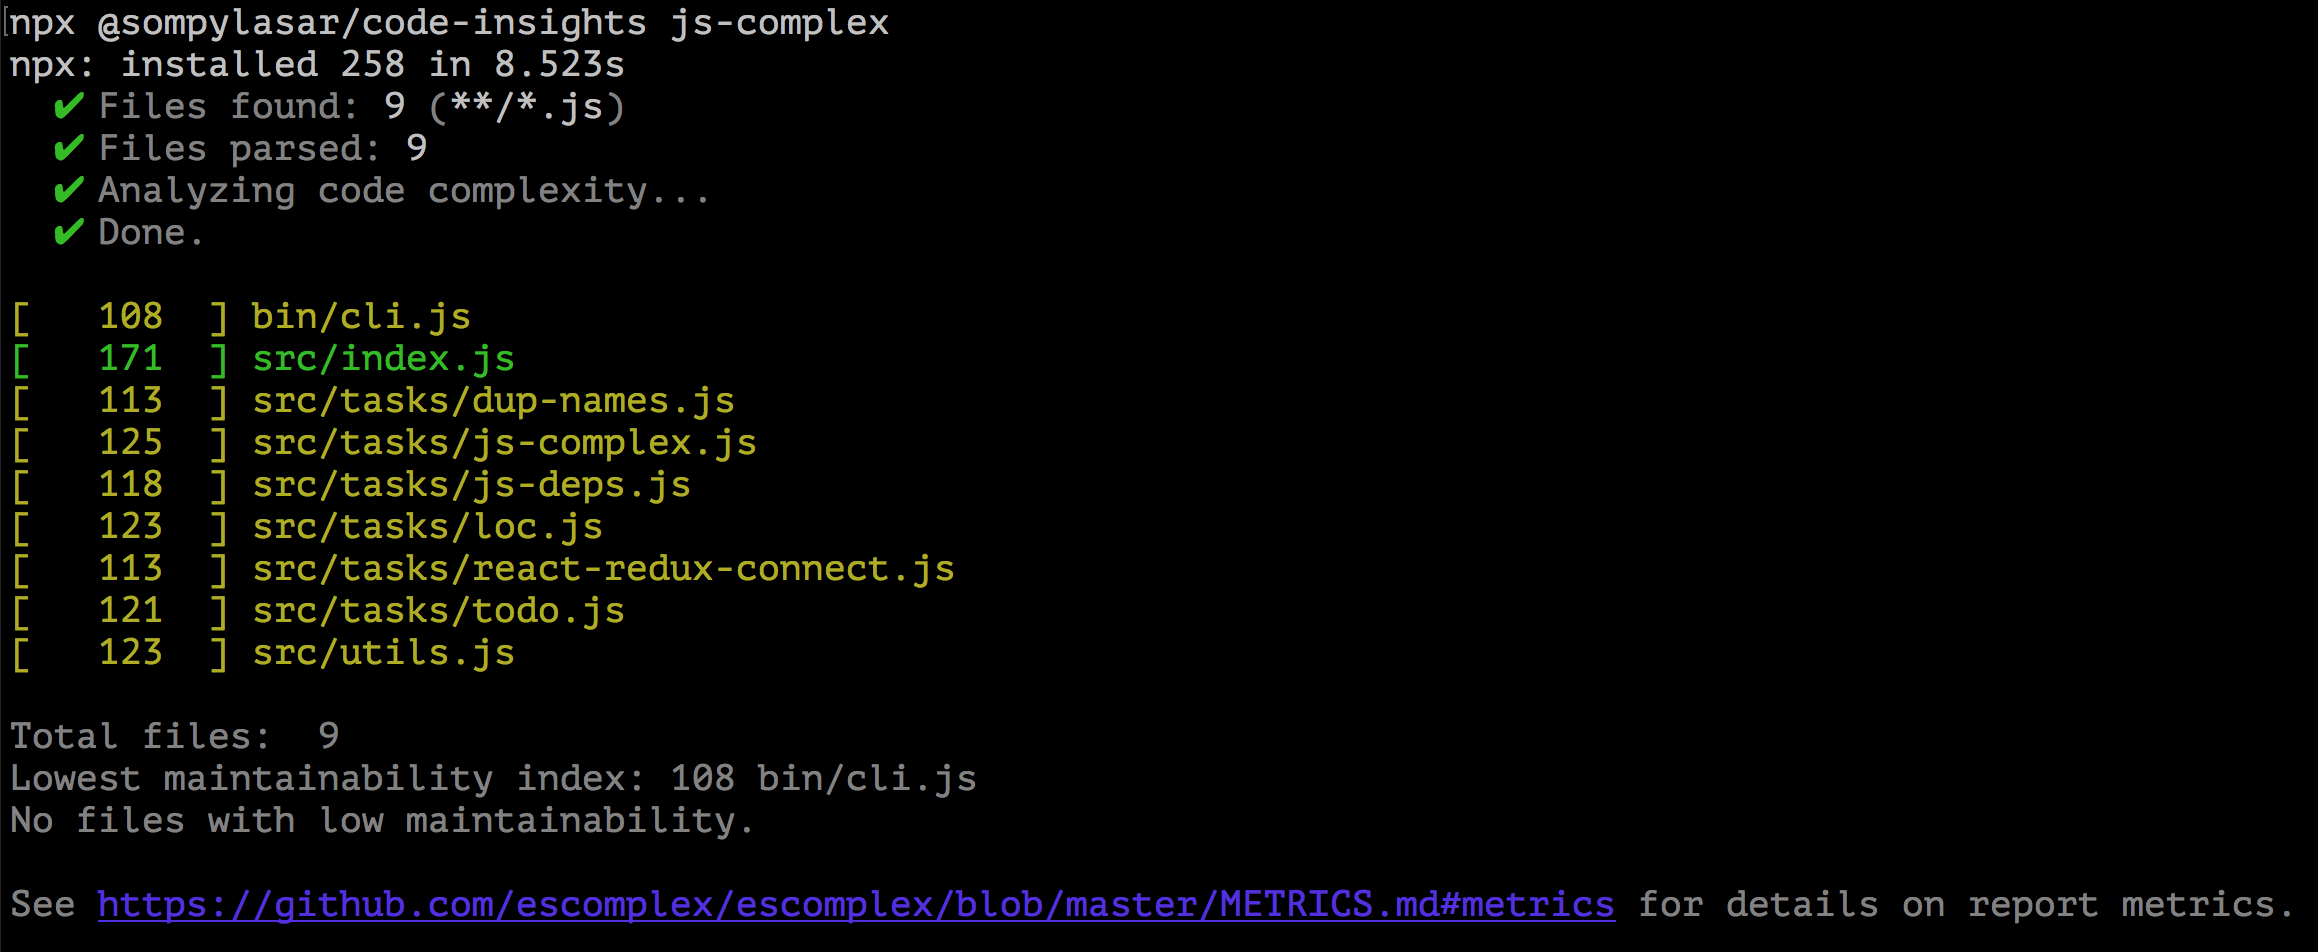 npx @sompylasar/code-insights js-complex
npx: installed 258 in 8.523s
✔ Files found: 9 (**/*.js)
✔ Files parsed: 9
✔ Analyzing code complexity...
✔ Done.
[   108  ] bin/cli.js
[   171  ] src/index.js
[   113  ] src/tasks/dup-names.js
[   125  ] src/tasks/js-complex.js
[   118  ] src/tasks/js-deps.js
[   123  ] src/tasks/loc.js
[   113  ] src/tasks/react-redux-connect.js
[   121  ] src/tasks/todo.js
[   123  ] src/utils.js
Total files:  9
Lowest maintainability index: 108 bin/cli.js
No files with low maintainability.
See https://github.com/escomplex/escomplex/blob/master/METRICS.md#metrics for details on report metrics.